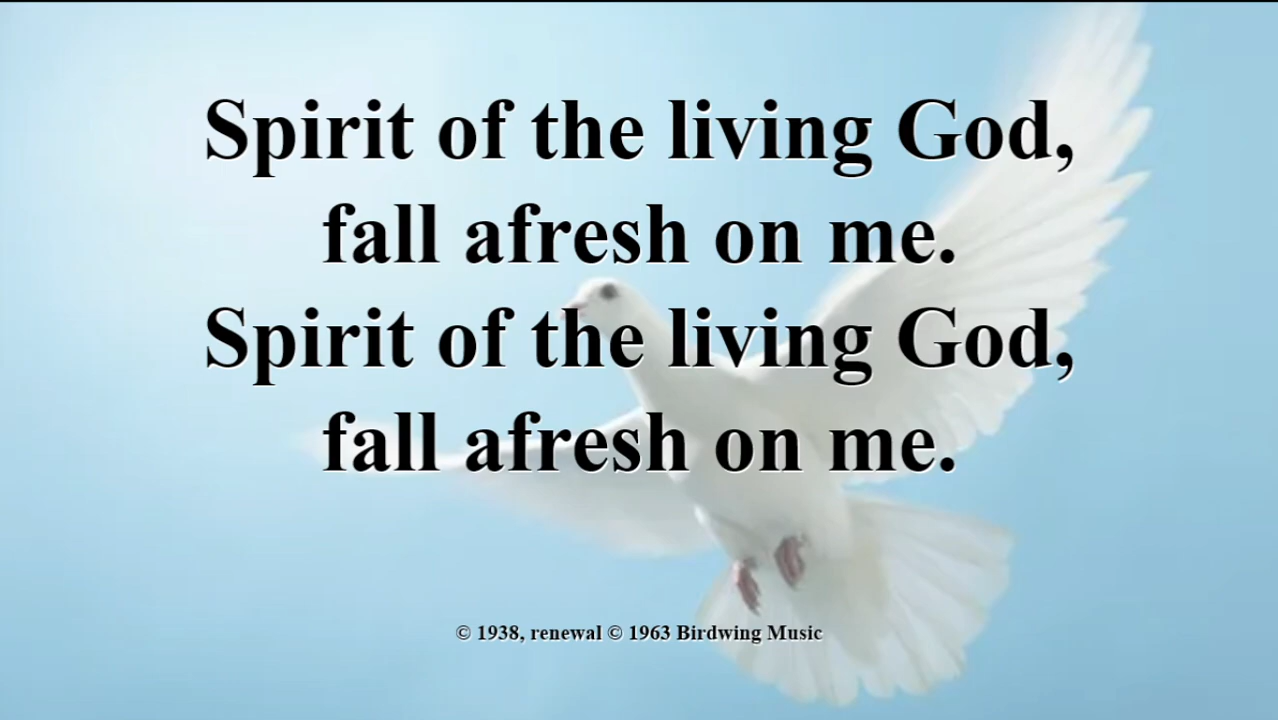 Spirit of the living God,
fall afresh on me.
Spirit of the living God,
fall afresh on me.
© 1938, renewal © 1963 Birdwing Music